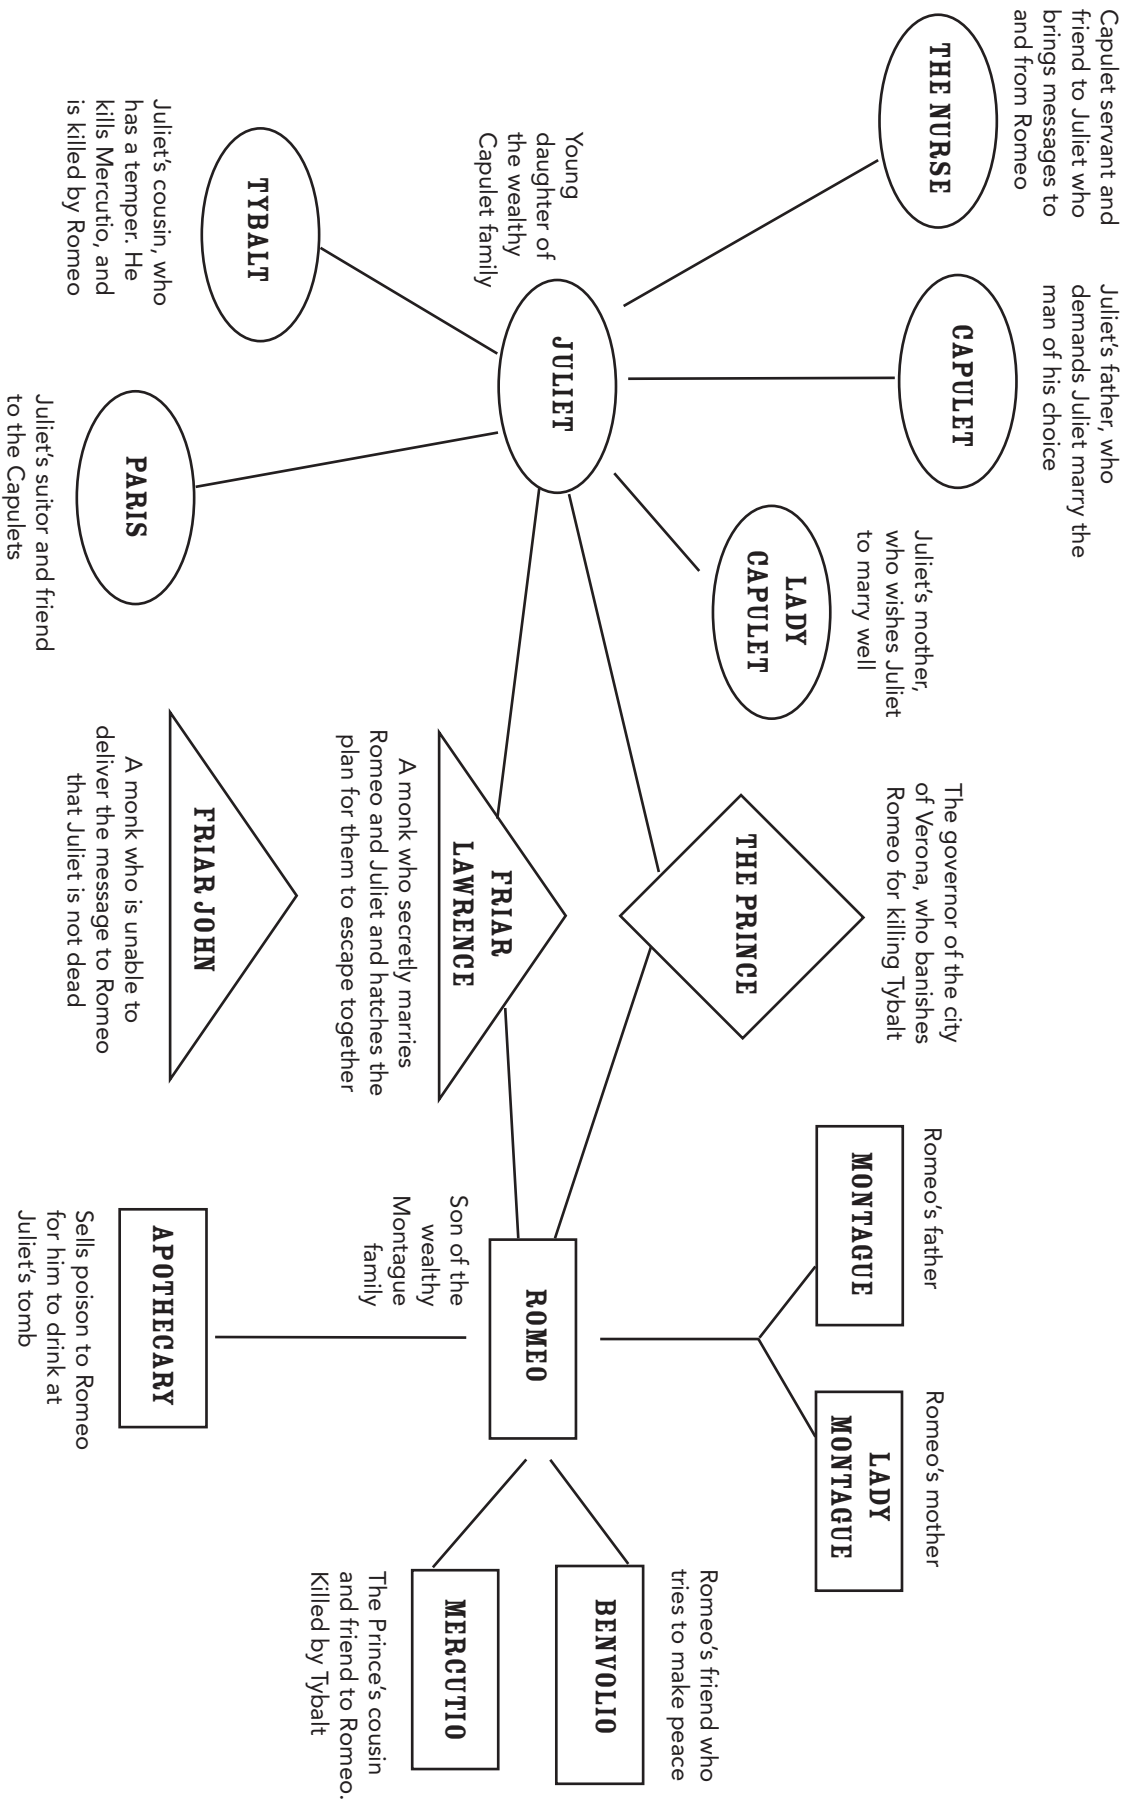 Capulet servant and
friend to Juliet who
brings messages to
and from Romeo
THE NURSE
Juliet's father, who
demands Juliet marry the
man of his choice
CAPULET
Juliet's mother,
who wishes Juliet
to marry well
LADY
CAPULET
The governor of the city
of Verona, who banishes
Romeo for killing Tybalt
THE PRINCE
Romeo's father
MONTAGUE
Romeo's mother
LADY
MONTAGUE
Young
daughter of
the wealthy
Capulet family
JULIET
FRIAR
LAWRENCE
A monk who secretly marries
Romeo and Juliet and hatches the
plan for them to escape together
ROMEO
Son of the
wealthy
Montague
family
Romeo's friend who
tries to make peace
BENVOLIO
MERCUTIO
The Prince's cousin
and friend to Romeo.
Killed by Tybalt
TYBALT
Juliet's cousin, who
has a temper. He
kills Mercutio, and
is killed by Romeo
PARIS
Juliet's suitor and friend
to the Capulets
FRIAR JOHN
A monk who is unable to
deliver the message to Romeo
that Juliet is not dead
APOTHECARY
Sells poison to Romeo
for him to drink at
Juliet's tomb